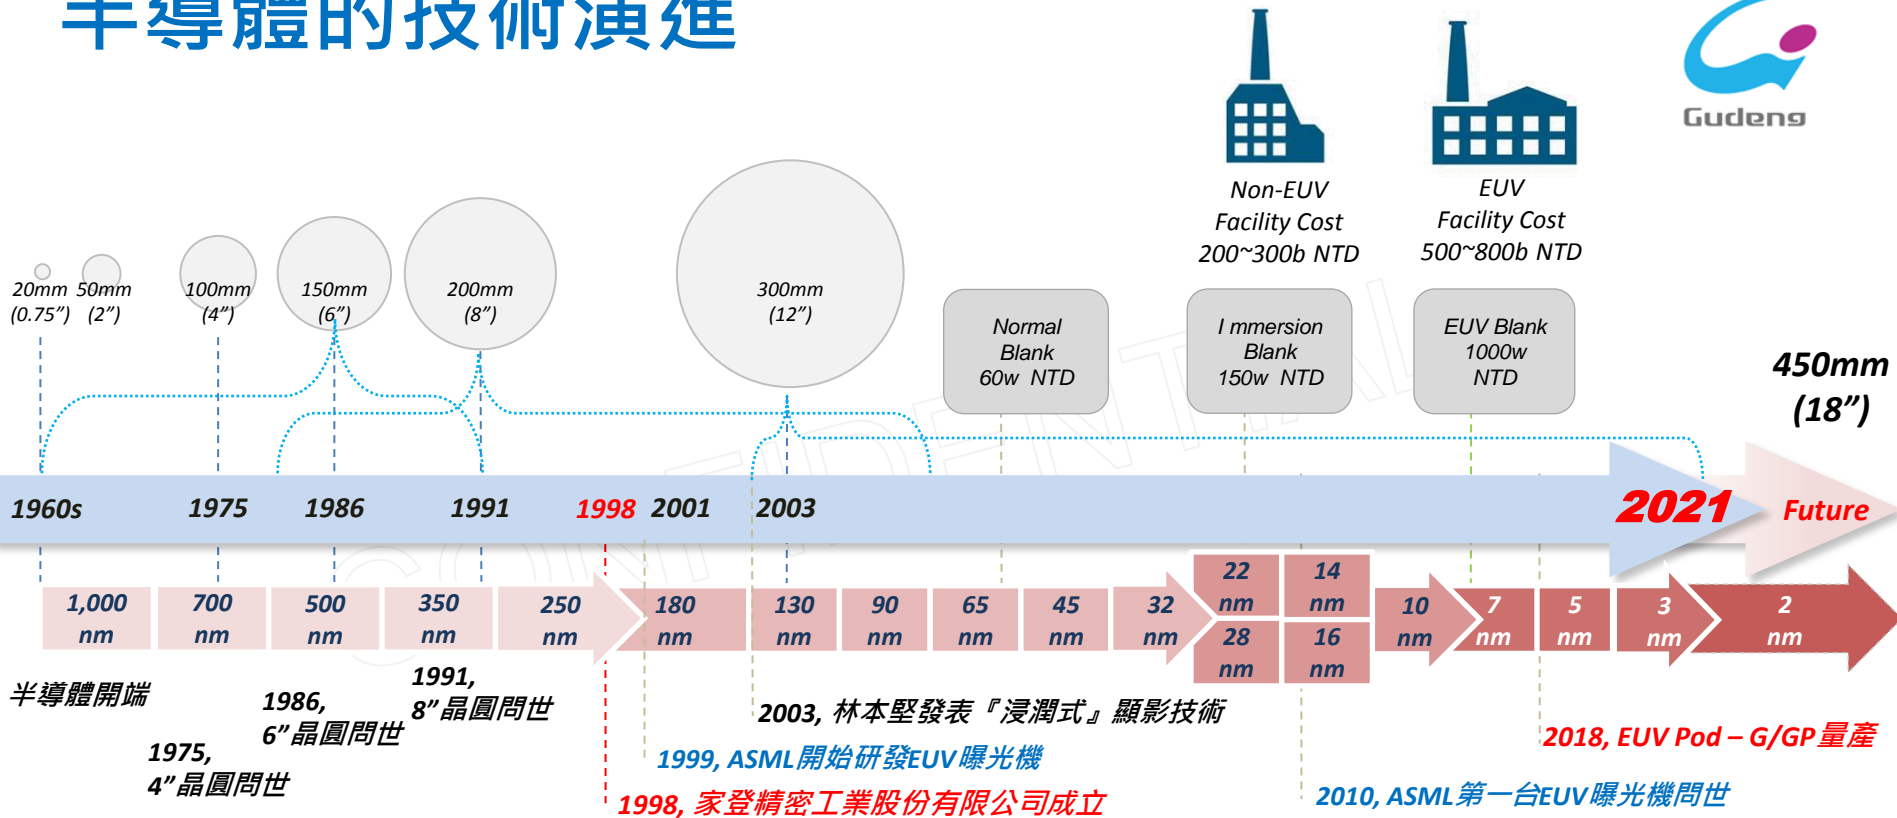 半導體的技術演進
Gudeng
Non-EUV
Facility Cost
200~300b NTD
EUV
Facility Cost
500~800b NTD
20mm
(0.75”)
50mm
(2”)
100mm
(4”)
150mm
(6”)
200mm
(8”)
300mm
(12”)
Normal
Blank
60w NTD
I mmersion
Blank
150w NTD
EUV Blank
1000w
NTD
450mm
(18”)
CONFIDENTIAL
1960s
1975
1986
1991
1998
2001
2003
2021
Future
1,000
nm
700
nm
500
nm
350
nm
250
nm
180
nm
130
nm
90
nm
65
nm
45
nm
32
nm
22
nm
14
nm
28
nm
16
nm
10
nm
7
nm
5
nm
3
nm
2
nm
半導體開端
1975,
4”晶圓問世
1986,
6”晶圓問世
1991,
8”晶圓問世
2003, 林本堅發表『浸潤式』顯影技術
1999, ASML開始研發EUV曝光機
1998, 家登精密工業股份有限公司成立
2018, EUV Pod – G/GP量產
2010, ASML第一台EUV曝光機問世